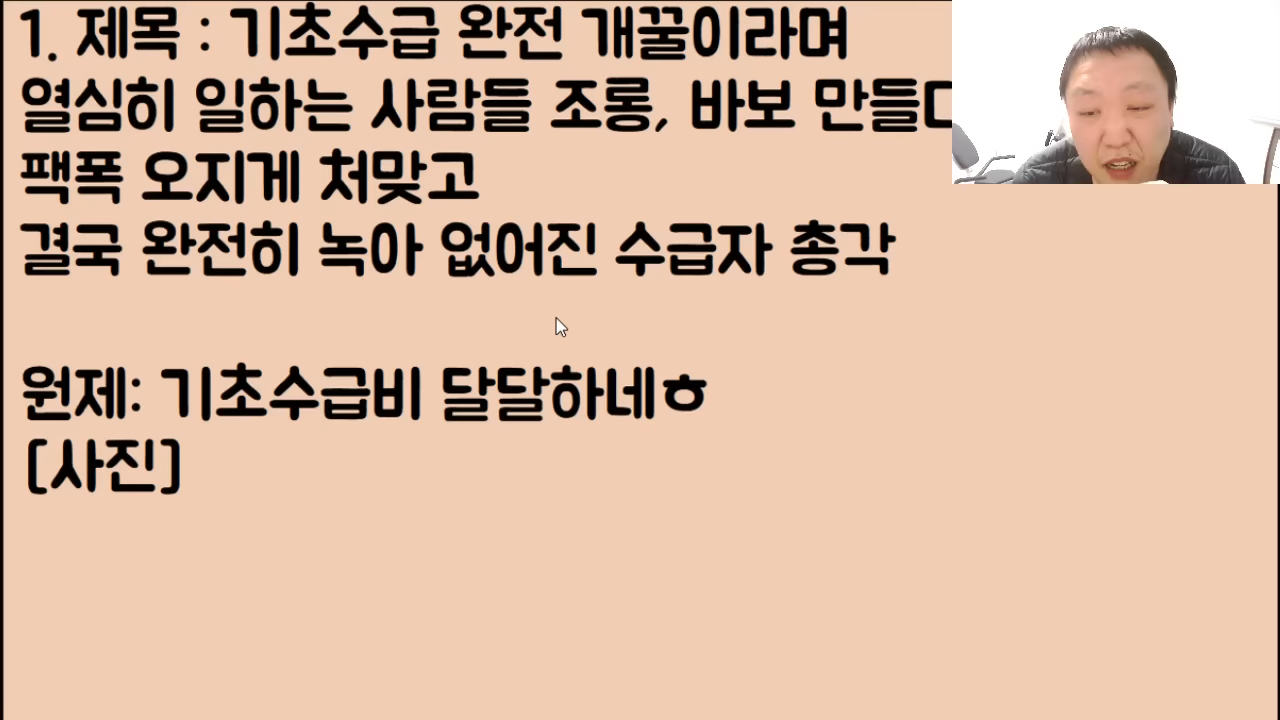 1. 제목 : 기초수급 완전 개꿀이라며
열심히 일하는 사람들 조롱, 바보 만들다
팩폭 오지게 처맞고
결국 완전히 녹아 없어진 수급자 총각
원제: 기초수급비 달달하네ㅎ
[사진]